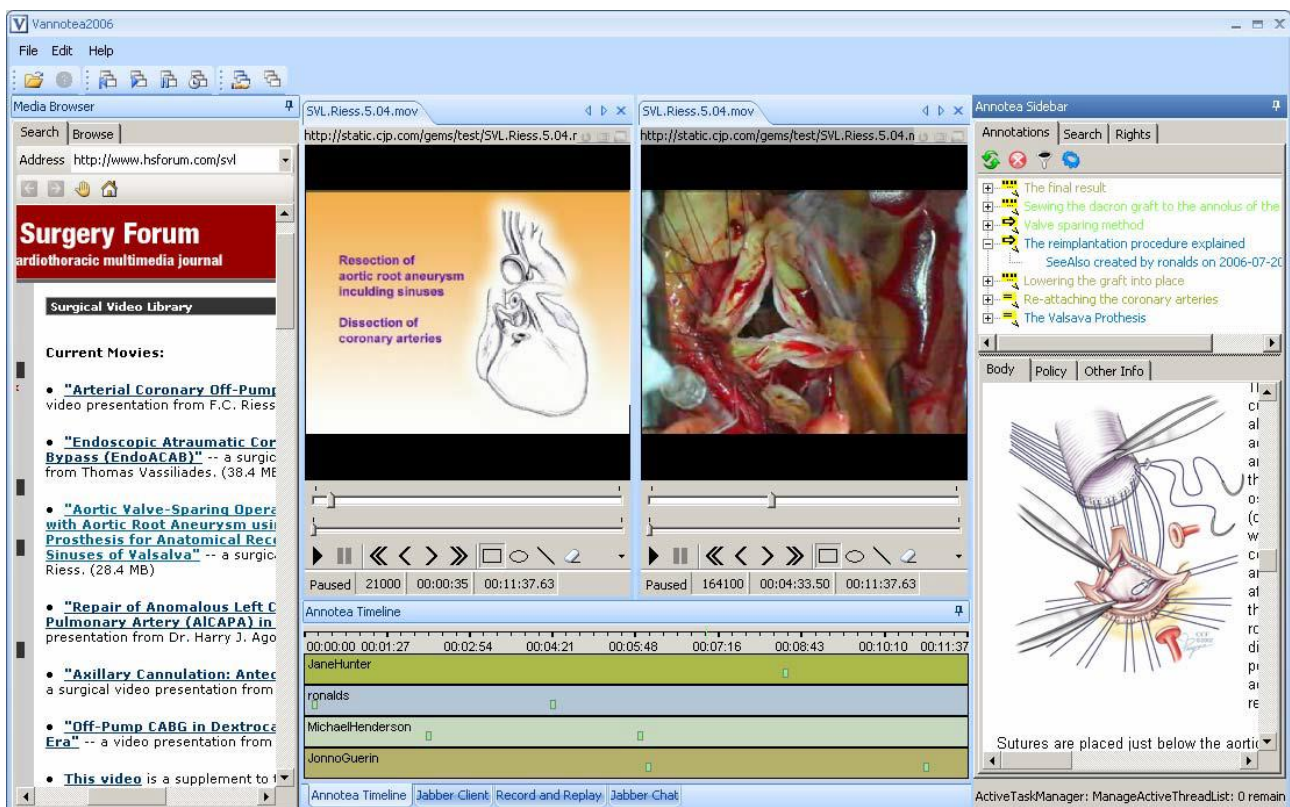 Vannotea2006
File Edit Help
Media Browser
Search Browse
Address http://www.hsforum.com/svl
Surgery Forum
ardiothoracic multimedia journal
Surgical Video Library
Current Movies:
• "Arterial Coronary Off-Pump
video presentation from F.C. Riess
• "Endoscopic Atraumatic Cor
Bypass (EndoACAB)" -- a surgic
from Thomas Vassiliades. (38.4 ME
• "Aortic Valve-Sparing Opera
with Aortic Root Aneurysm usi
Prosthesis for Anatomical Reco
Sinuses of Valsalva" -- a surgic
Riess. (28.4 MB)
• "Repair of Anomalous Left C
Pulmonary Artery (AlCAPA) in
presentation from Dr. Harry J. Ago
• "Axillary Cannulation: Antec
a surgical video presentation from
• "Off-Pump CABG in Dextroca
Era" -- a video presentation from
• This video is a supplement to t
SVL.Riess.5.04.mov
http://static.cjp.com/gems/test/SVL.Riess.5.04.r
Resection of
aortic root aneurysm
inculding sinuses
Dissection of
coronary arteries
Paused 21000 00:00:35 00:11:37.63
SVL.Riess.5.04.mov
http://static.cjp.com/gems/test/SVL.Riess.5.04.n
Paused 164100 00:04:33.50 00:11:37.63
Annotea Timeline
00:00:00 00:01:27 00:02:54 00:04:21 00:05:48 00:07:16 00:08:43 00:10:10 00:11:37
JaneHunter
ronalds
MichaelHenderson
JonnoGuerin
Annotea Timeline Jabber Client Record and Replay Jabber Chat
Annotea Sidebar
Annotations Search Rights
The final result
Sewing the dacron graft to the annolus of the
Valve sparing method
The reimplantation procedure explained
SeeAlso created by ronalds on 2006-07-20
Lowering the graft into place
Re-attaching the coronary arteries
The Valsava Prothesis
Body Policy Other Info
Sutures are placed just below the aortic
ActiveTaskManager: ManageActiveThreadList: 0 remain